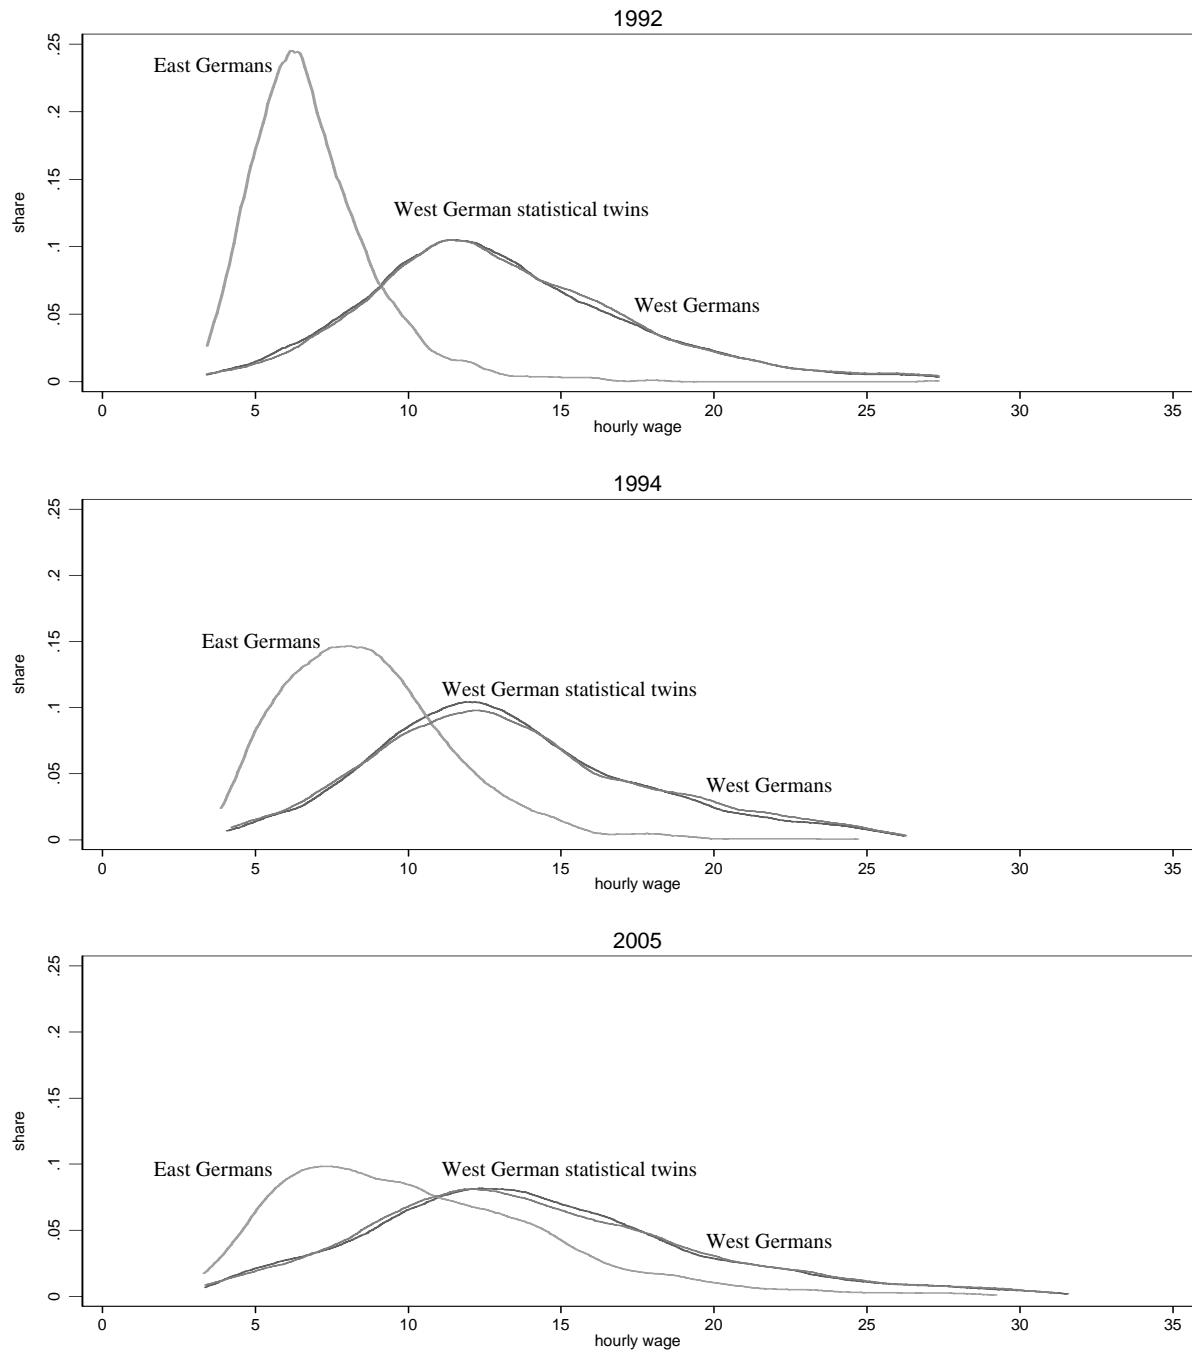 1992
.25
.2
.15
.1
.05
0
share
East Germans
West German statistical twins
West Germans
0 5 10 15 20 25 30 35
hourly wage
1994
.25
.2
.15
.1
.05
0
share
East Germans
West German statistical twins
West Germans
0 5 10 15 20 25 30 35
hourly wage
2005
.25
.2
.15
.1
.05
0
share
East Germans
West German statistical twins
West Germans
0 5 10 15 20 25 30 35
hourly wage